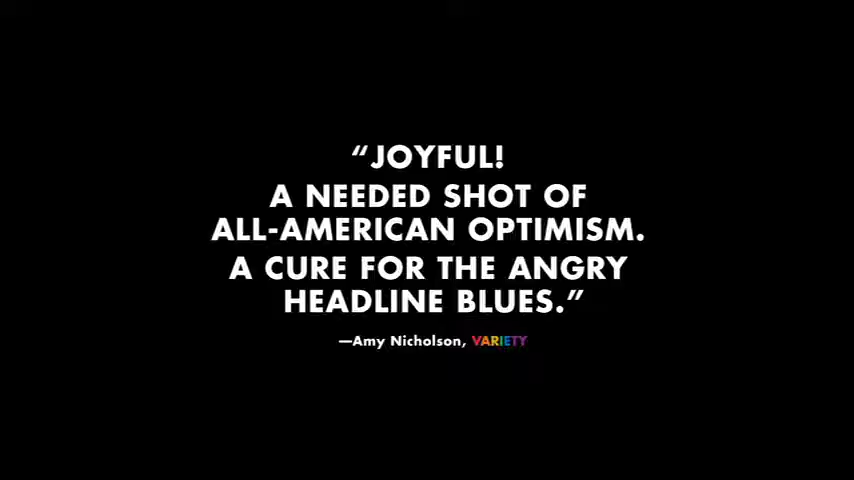 “JOYFUL!
A NEEDED SHOT OF
ALL-AMERICAN OPTIMISM.
A CURE FOR THE ANGRY
HEADLINE BLUES.”
—Amy Nicholson, VARIETY